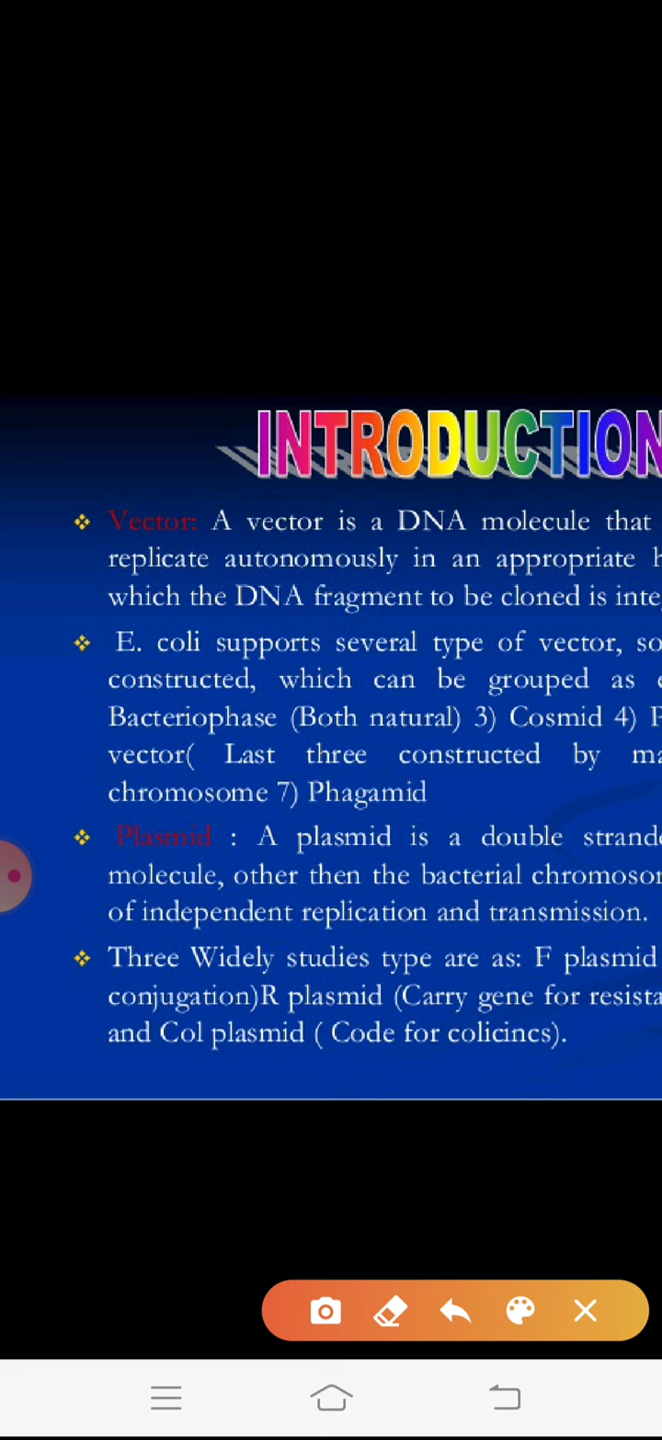 INTRODUCTION
❖ Vector: A vector is a DNA molecule that
replicate autonomously in an appropriate
which the DNA fragment to be cloned is
❖ E. coli supports several type of vector,
constructed, which can be grouped as
Bacteriophase (Both natural) 3) Cosmid 4)
vector( Last three constructed by
chromosome 7) Phagamid
❖ Plasmid : A plasmid is a double
molecule, other then the bacterial
of independent replication and transmission.
❖ Three Widely studies type are as: F plasmid
conjugation)R plasmid (Carry gene for
and Col plasmid ( Code for colicincs).